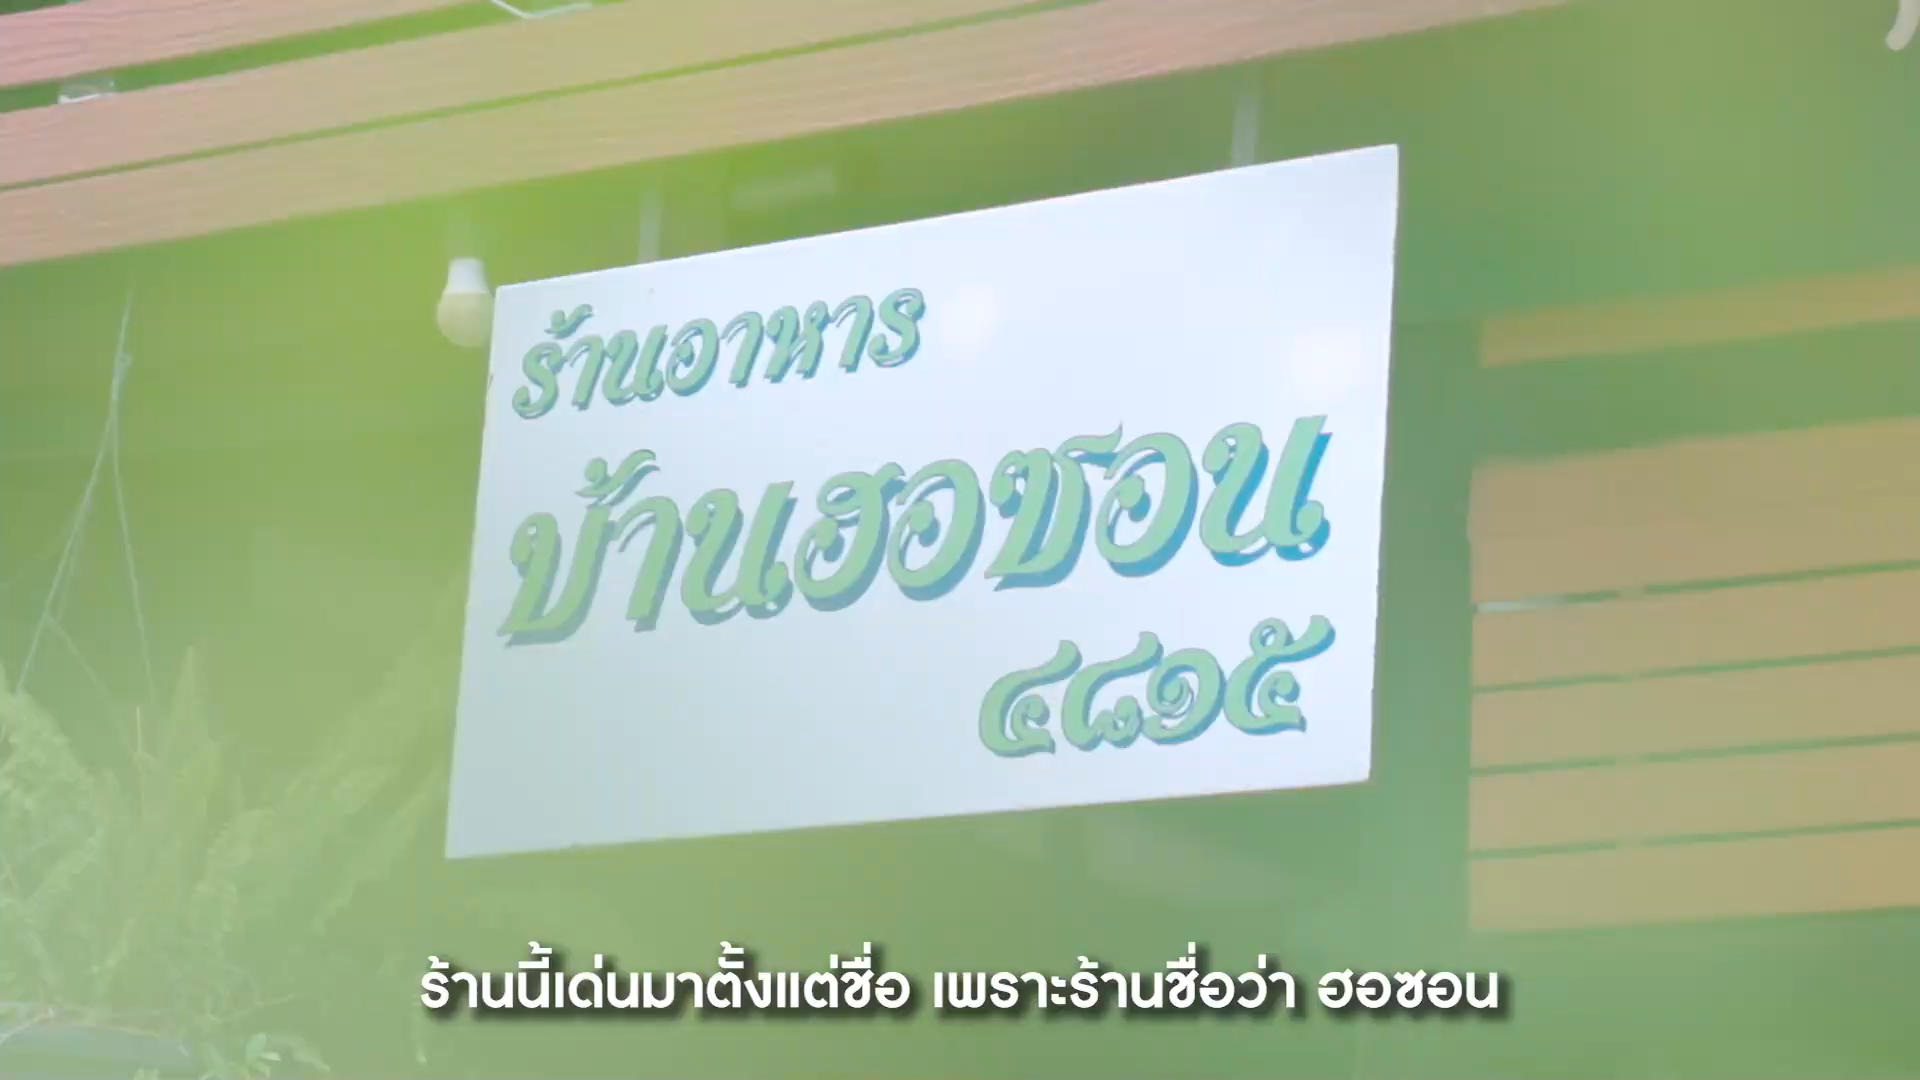 ร้านอาหาร
บ้านฮอซอน
๔๘๑๕
ร้านนี้เด่นมาตั้งแต่ชื่อ เพราะร้านชื่อว่า ฮอซอน